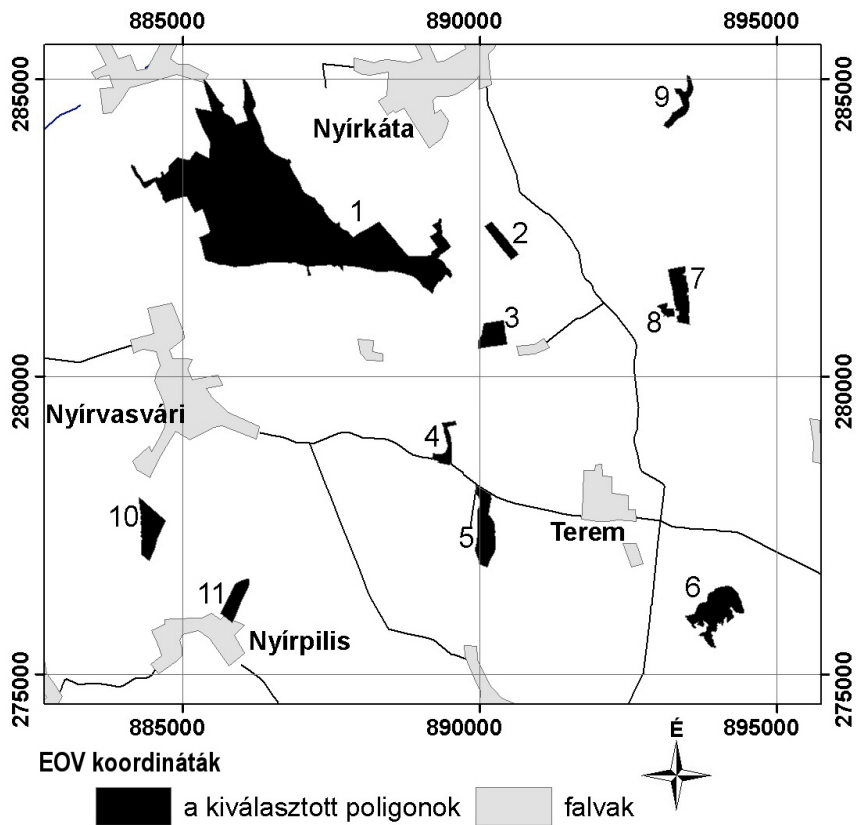 885000 890000 895000
285000 285000
9
Nyírkáta
1
2
7
3
8
280000 280000
Nyírvasvári
4
10
5
Terem
6
11
Nyírpilis
275000 275000
885000 890000 895000
É
EOV koordináták
a kiválasztott poligonok falvak